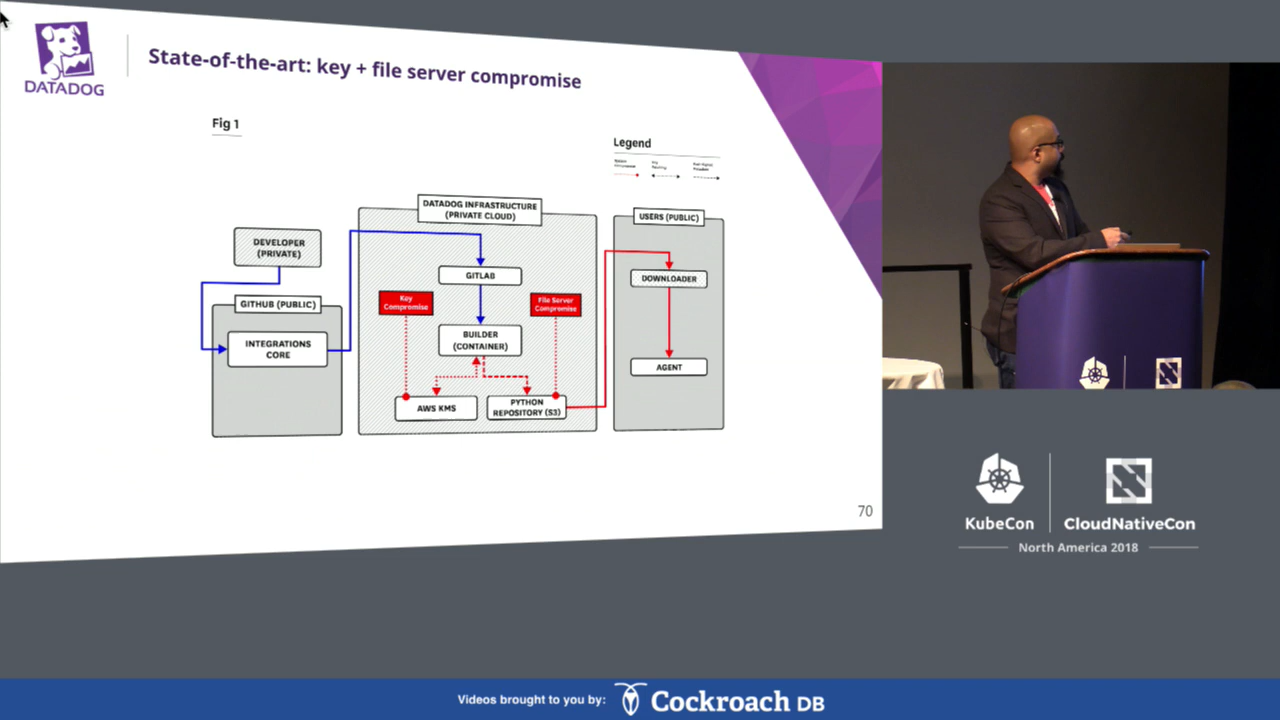 DATADOG
State-of-the-art: key + file server compromise
Fig 1
Legend
DATADOG INFRASTRUCTURE
(PRIVATE CLOUD)
USERS (PUBLIC)
DEVELOPER
(PRIVATE)
GITLAB
DOWNLOADER
GITHUB (PUBLIC)
Key
Compromise
File Server
Compromise
BUILDER
(CONTAINER)
INTEGRATIONS
CORE
AGENT
AWS KMS
PYTHON
REPOSITORY (S3)
70
KubeCon
CloudNativeCon
North America 2018
Videos brought to you by:
Cockroach DB